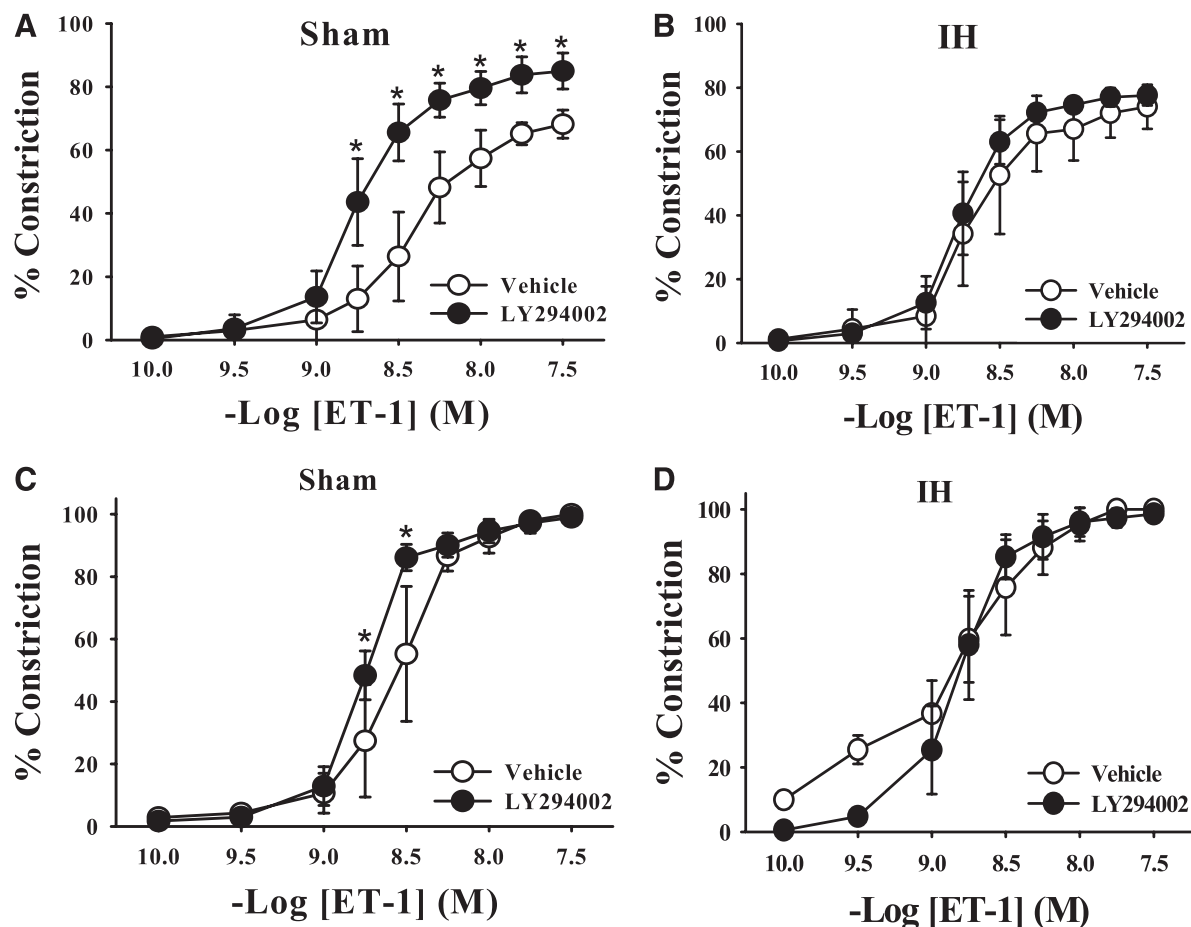 A
Sham
% Constriction
100
80
60
40
20
0
* * * * * *
Vehicle
LY294002
10.0 9.5 9.0 8.5 8.0 7.5
-Log [ET-1] (M)
B
IH
% Constriction
100
80
60
40
20
0
Vehicle
LY294002
10.0 9.5 9.0 8.5 8.0 7.5
-Log [ET-1] (M)
C
Sham
% Constriction
100
80
60
40
20
0
* *
Vehicle
LY294002
10.0 9.5 9.0 8.5 8.0 7.5
-Log [ET-1] (M)
D
IH
% Constriction
100
80
60
40
20
0
Vehicle
LY294002
10.0 9.5 9.0 8.5 8.0 7.5
-Log [ET-1] (M)